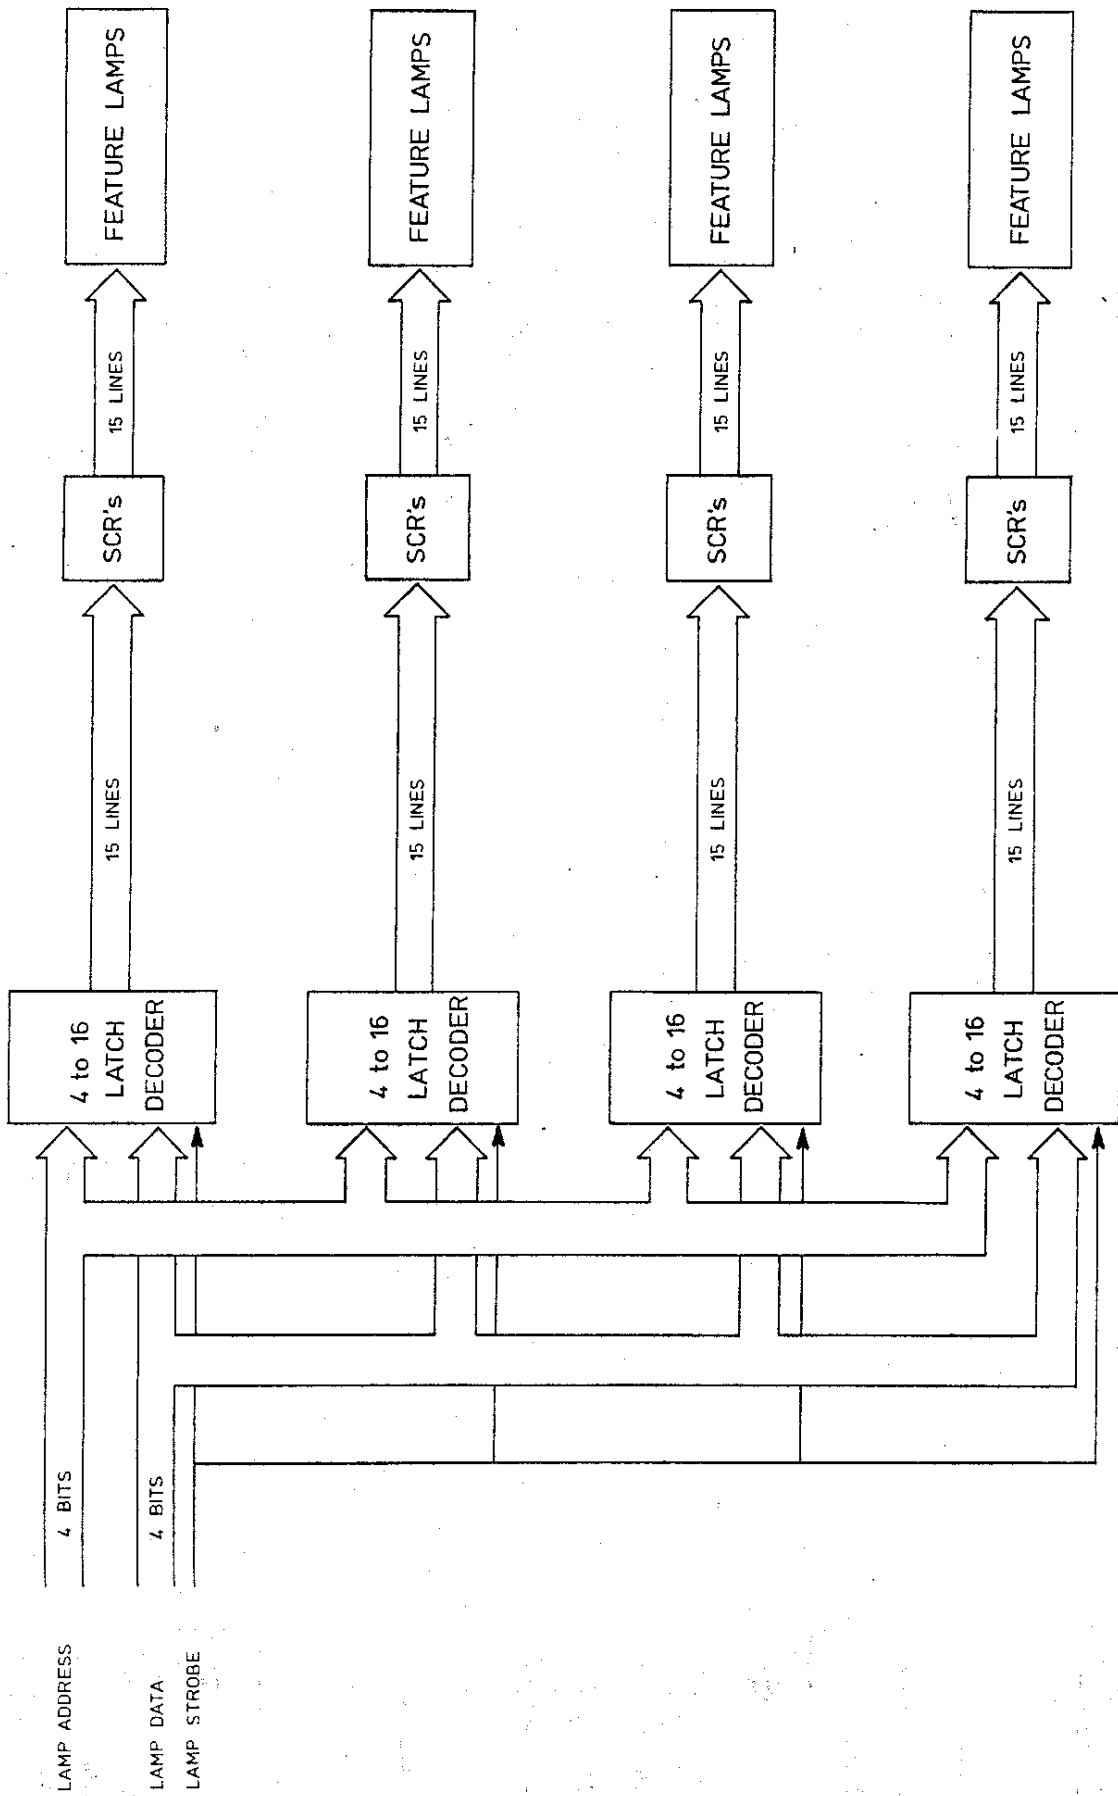 LAMP ADDRESS
4 BITS
LAMP DATA
4 BITS
LAMP STROBE
4 to 16
LATCH
DECODER
15 LINES
SCR's
15 LINES
FEATURE LAMPS
4 to 16
LATCH
DECODER
15 LINES
SCR's
15 LINES
FEATURE LAMPS
4 to 16
LATCH
DECODER
15 LINES
SCR's
15 LINES
FEATURE LAMPS
4 to 16
LATCH
DECODER
15 LINES
SCR's
15 LINES
FEATURE LAMPS